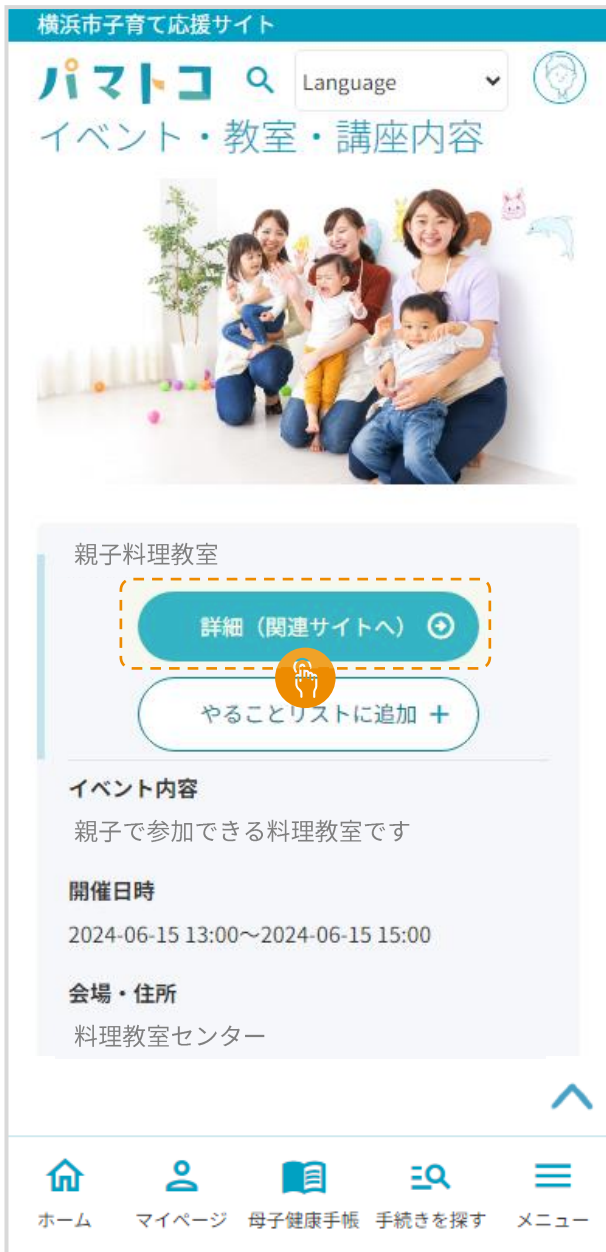 横浜市子育て応援サイト
パマトコ
Language
イベント・教室・講座内容
親子料理教室
詳細（関連サイトへ）
やることリストに追加 +
イベント内容
親子で参加できる料理教室です
開催日時
2024-06-15 13:00～2024-06-15 15:00
会場・住所
料理教室センター
ホーム マイページ 母子健康手帳 手続きを探す メニュー